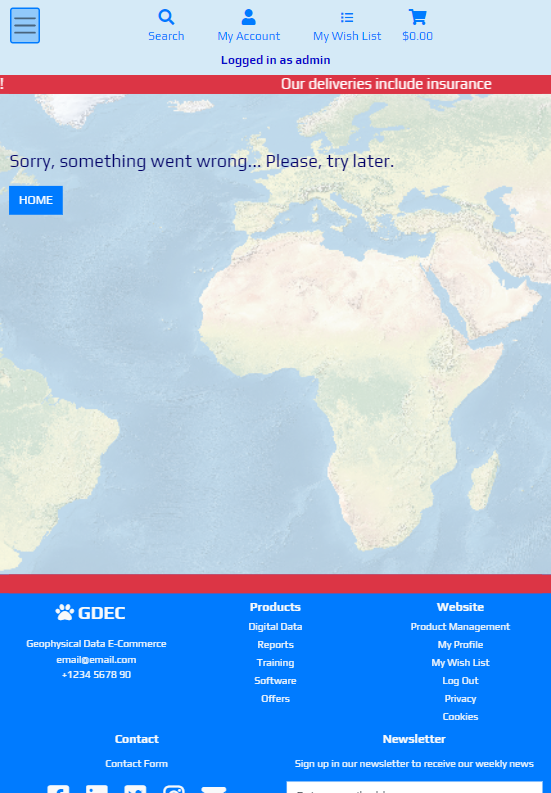 Search
My Account
My Wish List
$0.00
Logged in as admin
!
Our deliveries include insurance
Sorry, something went wrong... Please, try later.
HOME
GDEC
Geophysical Data E-Commerce
email@email.com
+1234 5678 90
Products
Digital Data
Reports
Training
Software
Offers
Website
Product Management
My Profile
My Wish List
Log Out
Privacy
Cookies
Contact
Contact Form
Newsletter
Sign up in our newsletter to receive our weekly news